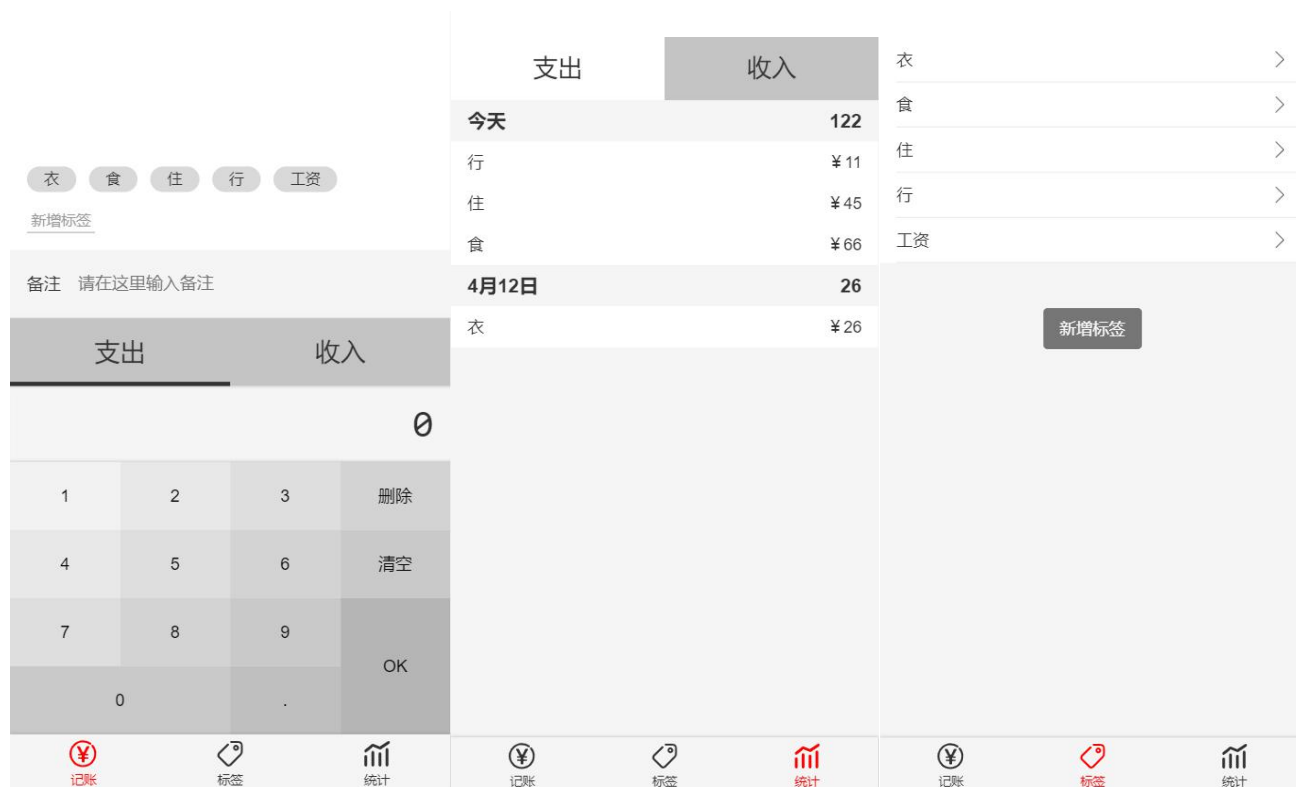 衣 食 住 行 工资
新增标签
备注 请在这里输入备注
支出 收入
0
1 2 3 删除
4 5 6 清空
7 8 9
OK
0 .
记账 标签 统计
支出 收入
今天 122
行 ¥ 11
住 ¥ 45
食 ¥ 66
4月12日 26
衣 ¥ 26
记账 标签 统计
衣
食
住
行
工资
新增标签
记账 标签 统计